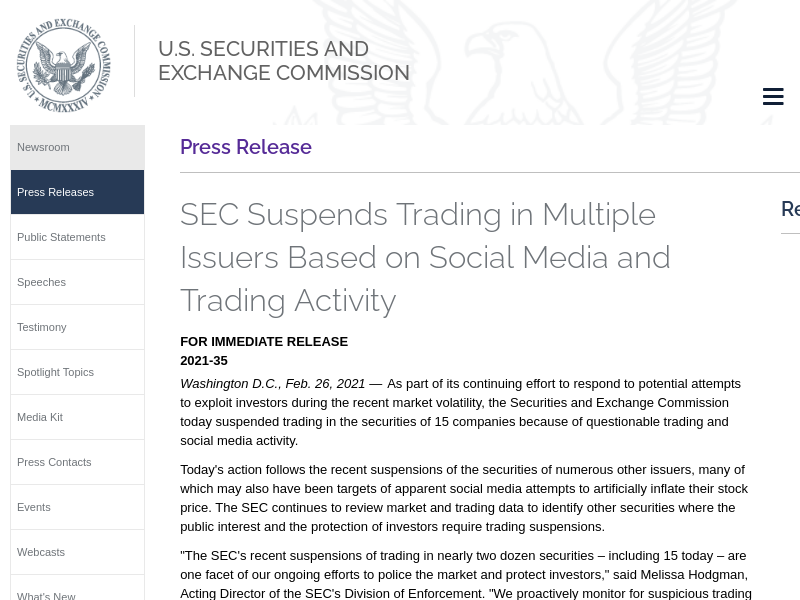 U.S. SECURITIES AND EXCHANGE COMMISSION
MCMXXXIV
U.S. SECURITIES AND
EXCHANGE COMMISSION
Newsroom
Press Releases
Public Statements
Speeches
Testimony
Spotlight Topics
Media Kit
Press Contacts
Events
Webcasts
What's New
Press Release
SEC Suspends Trading in Multiple
Issuers Based on Social Media and
Trading Activity
FOR IMMEDIATE RELEASE
2021-35
Washington D.C., Feb. 26, 2021 — As part of its continuing effort to respond to potential attempts
to exploit investors during the recent market volatility, the Securities and Exchange Commission
today suspended trading in the securities of 15 companies because of questionable trading and
social media activity.
Today's action follows the recent suspensions of the securities of numerous other issuers, many of
which may also have been targets of apparent social media attempts to artificially inflate their stock
price. The SEC continues to review market and trading data to identify other securities where the
public interest and the protection of investors require trading suspensions.
"The SEC's recent suspensions of trading in nearly two dozen securities – including 15 today – are
one facet of our ongoing efforts to police the market and protect investors," said Melissa Hodgman,
Acting Director of the SEC's Division of Enforcement. "We proactively monitor for suspicious trading
Re